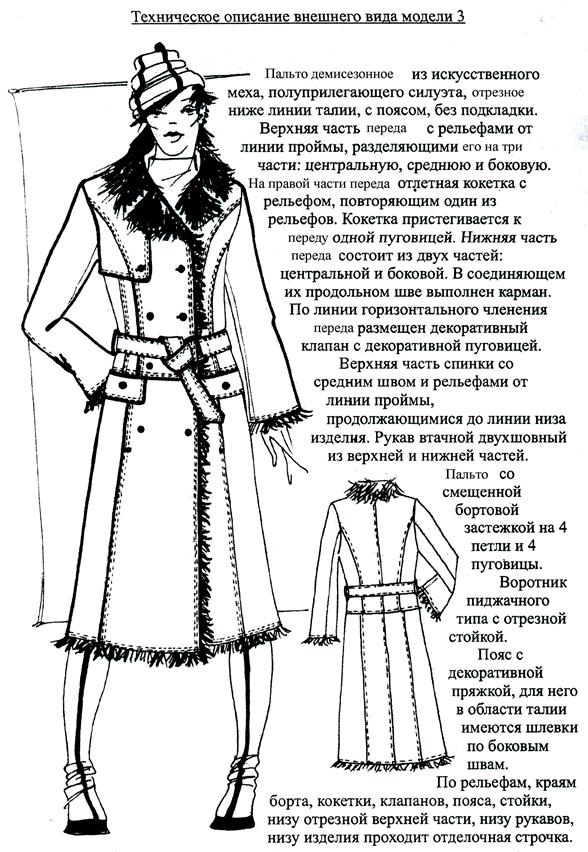 Техническое описание внешнего вида модели 3
Пальто демисезонное из искусственного
меха, полуприлегающего силуэта, отрезное
ниже линии талии, с поясом, без подкладки.
Верхняя часть переда с рельефами от
линии проймы, разделяющими его на три
части: центральную, среднюю и боковую.
На правой части переда отлетная кокетка с
рельефом, повторяющим один из
рельефов. Кокетка пристегивается к
переду одной пуговицей. Нижняя часть
переда состоит из двух частей:
центральной и боковой. В соединяющем
их продольном шве выполнен карман.
По линии горизонтального членения
переда размещен декоративный
клапан с декоративной пуговицей.
Верхняя часть спинки со
средним швом и рельефами от
линии проймы,
продолжающимися до линии низа
изделия. Рукав втачной двухшовный
из верхней и нижней частей.
Пальто со
смещенной
бортовой
застежкой на 4
петли и 4
пуговицы.
Воротник
пиджачного
типа с отрезной
стойкой.
Пояс с
декоративной
пряжкой, для него
в области талии
имеются шлевки
по боковым
швам.
По рельефам, краям
борта, кокетки, клапанов, пояса, стойки,
низу отрезной верхней части, низу рукавов,
низу изделия проходит отделочная строчка.